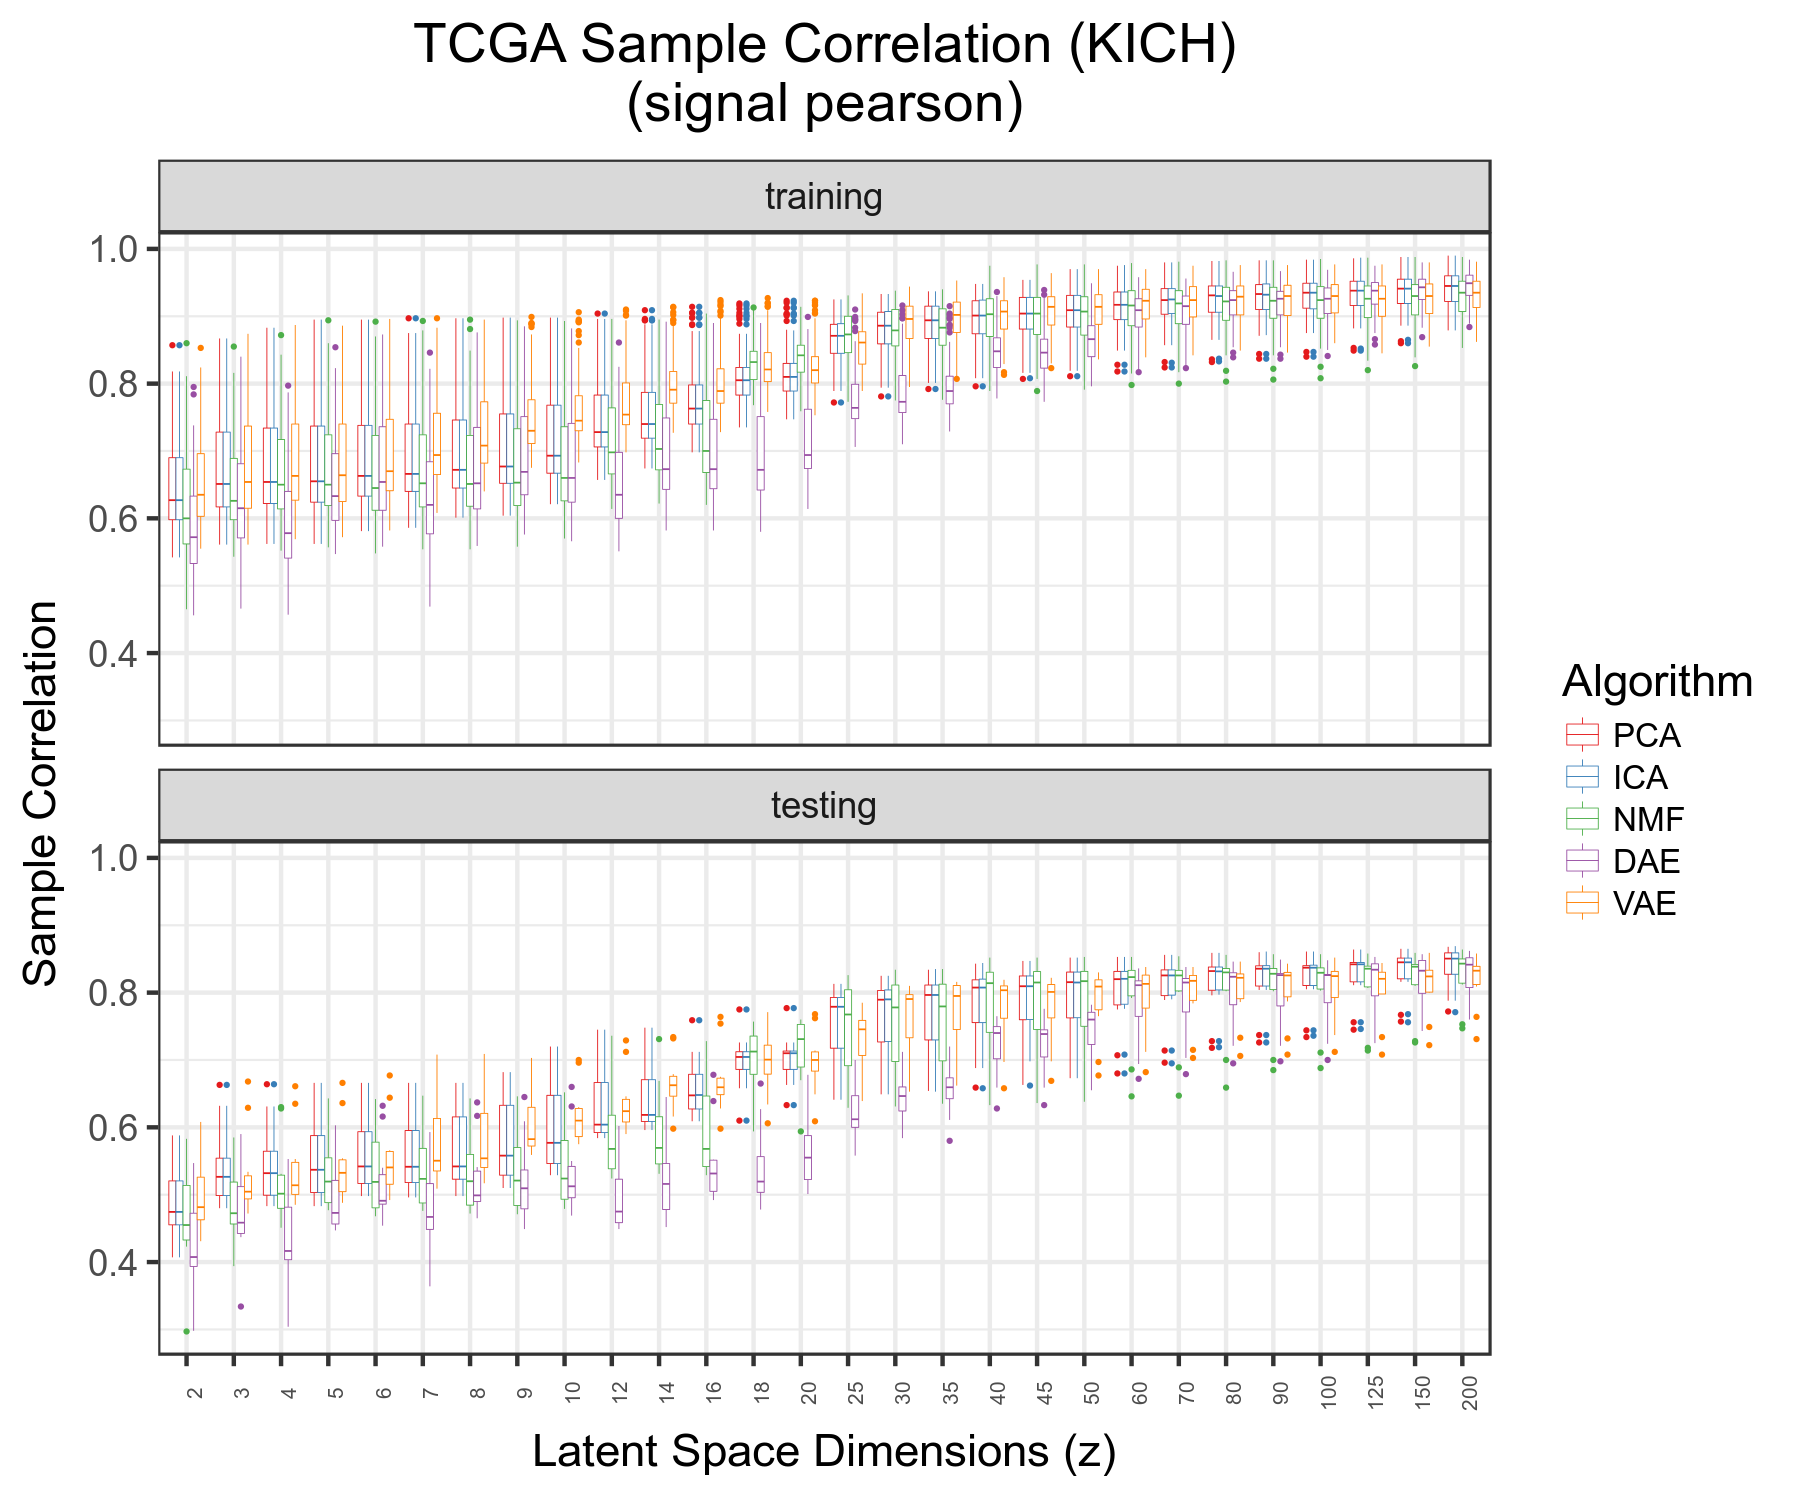 TCGA Sample Correlation (KICH)
(signal pearson)
training
1.0
0.8
0.6
0.4
Sample Correlation
testing
1.0
0.8
0.6
0.4
2 3 4 5 6 7 8 9 10 12 14 16 18 20 25 30 35 40 45 50 60 70 80 90 100 125 150 200
Latent Space Dimensions (z)
Algorithm
PCA
ICA
NMF
DAE
VAE